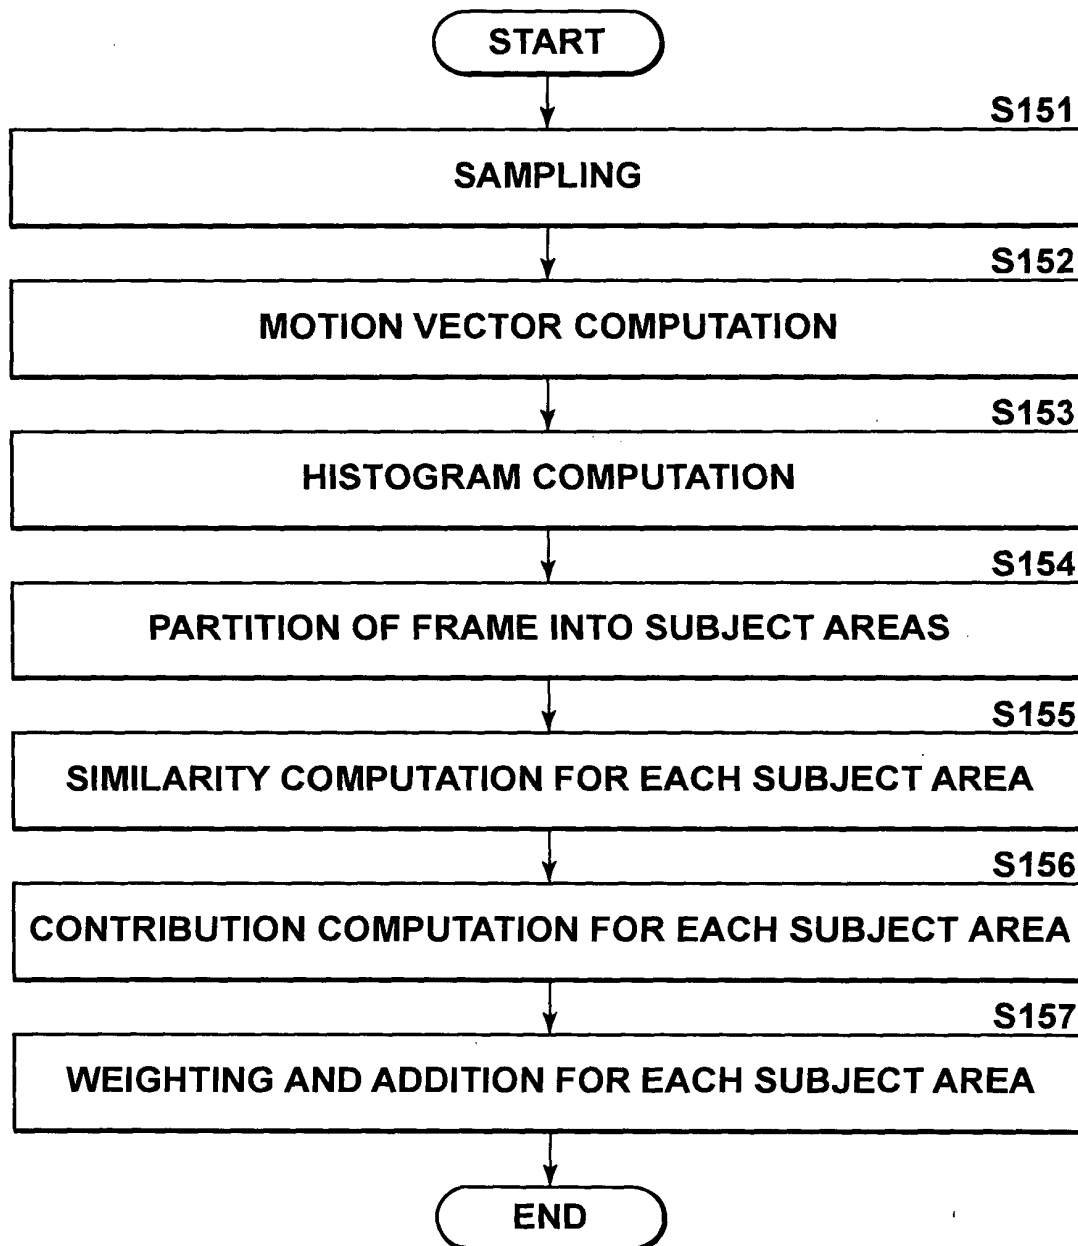 START
S151
SAMPLING
S152
MOTION VECTOR COMPUTATION
S153
HISTOGRAM COMPUTATION
S154
PARTITION OF FRAME INTO SUBJECT AREAS
S155
SIMILARITY COMPUTATION FOR EACH SUBJECT AREA
S156
CONTRIBUTION COMPUTATION FOR EACH SUBJECT AREA
S157
WEIGHTING AND ADDITION FOR EACH SUBJECT AREA
END